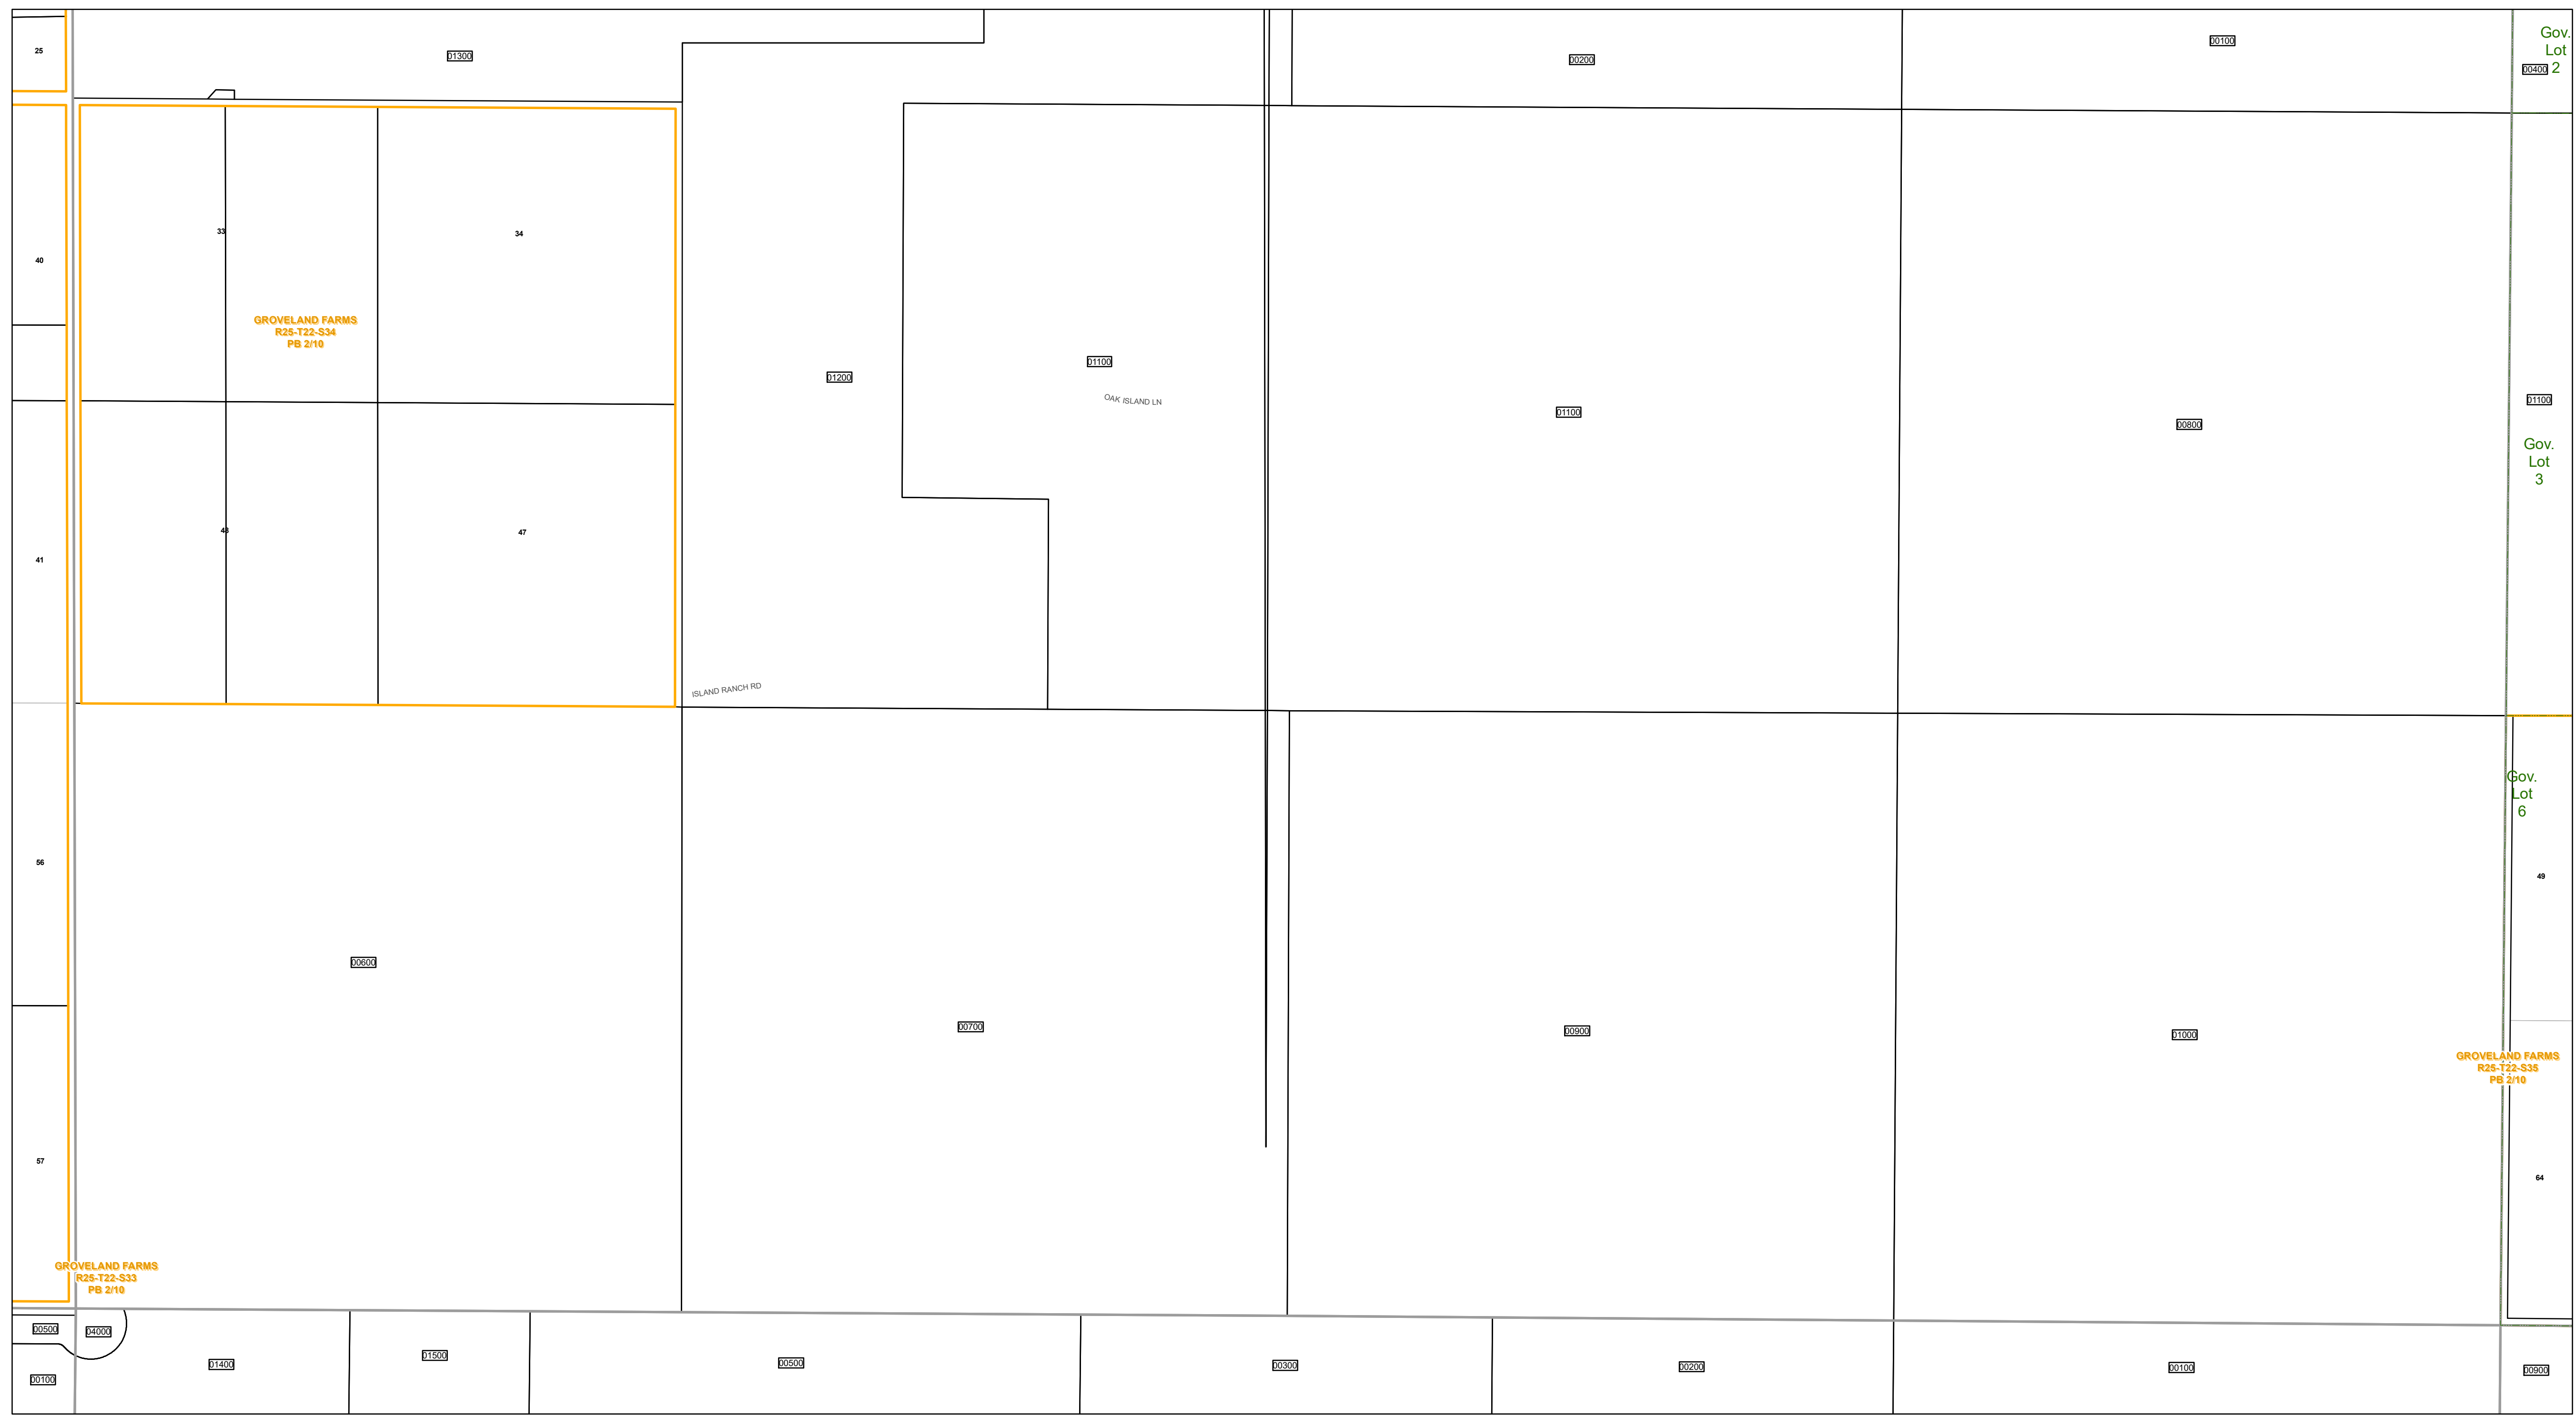 25
01300
00200
00100
Gov.
Lot
2
00400
33
34
40
GROVELAND FARMS
R25-T22-S34
PB 2/10
01200
01100
OAK ISLAND LN
01100
00800
01100
Gov.
Lot
3
41
48
47
ISLAND RANCH RD
Gov.
Lot
6
56
49
00600
00700
00900
01000
GROVELAND FARMS
R25-T22-S35
PB 2/10
57
64
GROVELAND FARMS
R25-T22-S33
PB 2/10
00500
04000
01400
01500
00500
00300
00200
00100
00900
00100